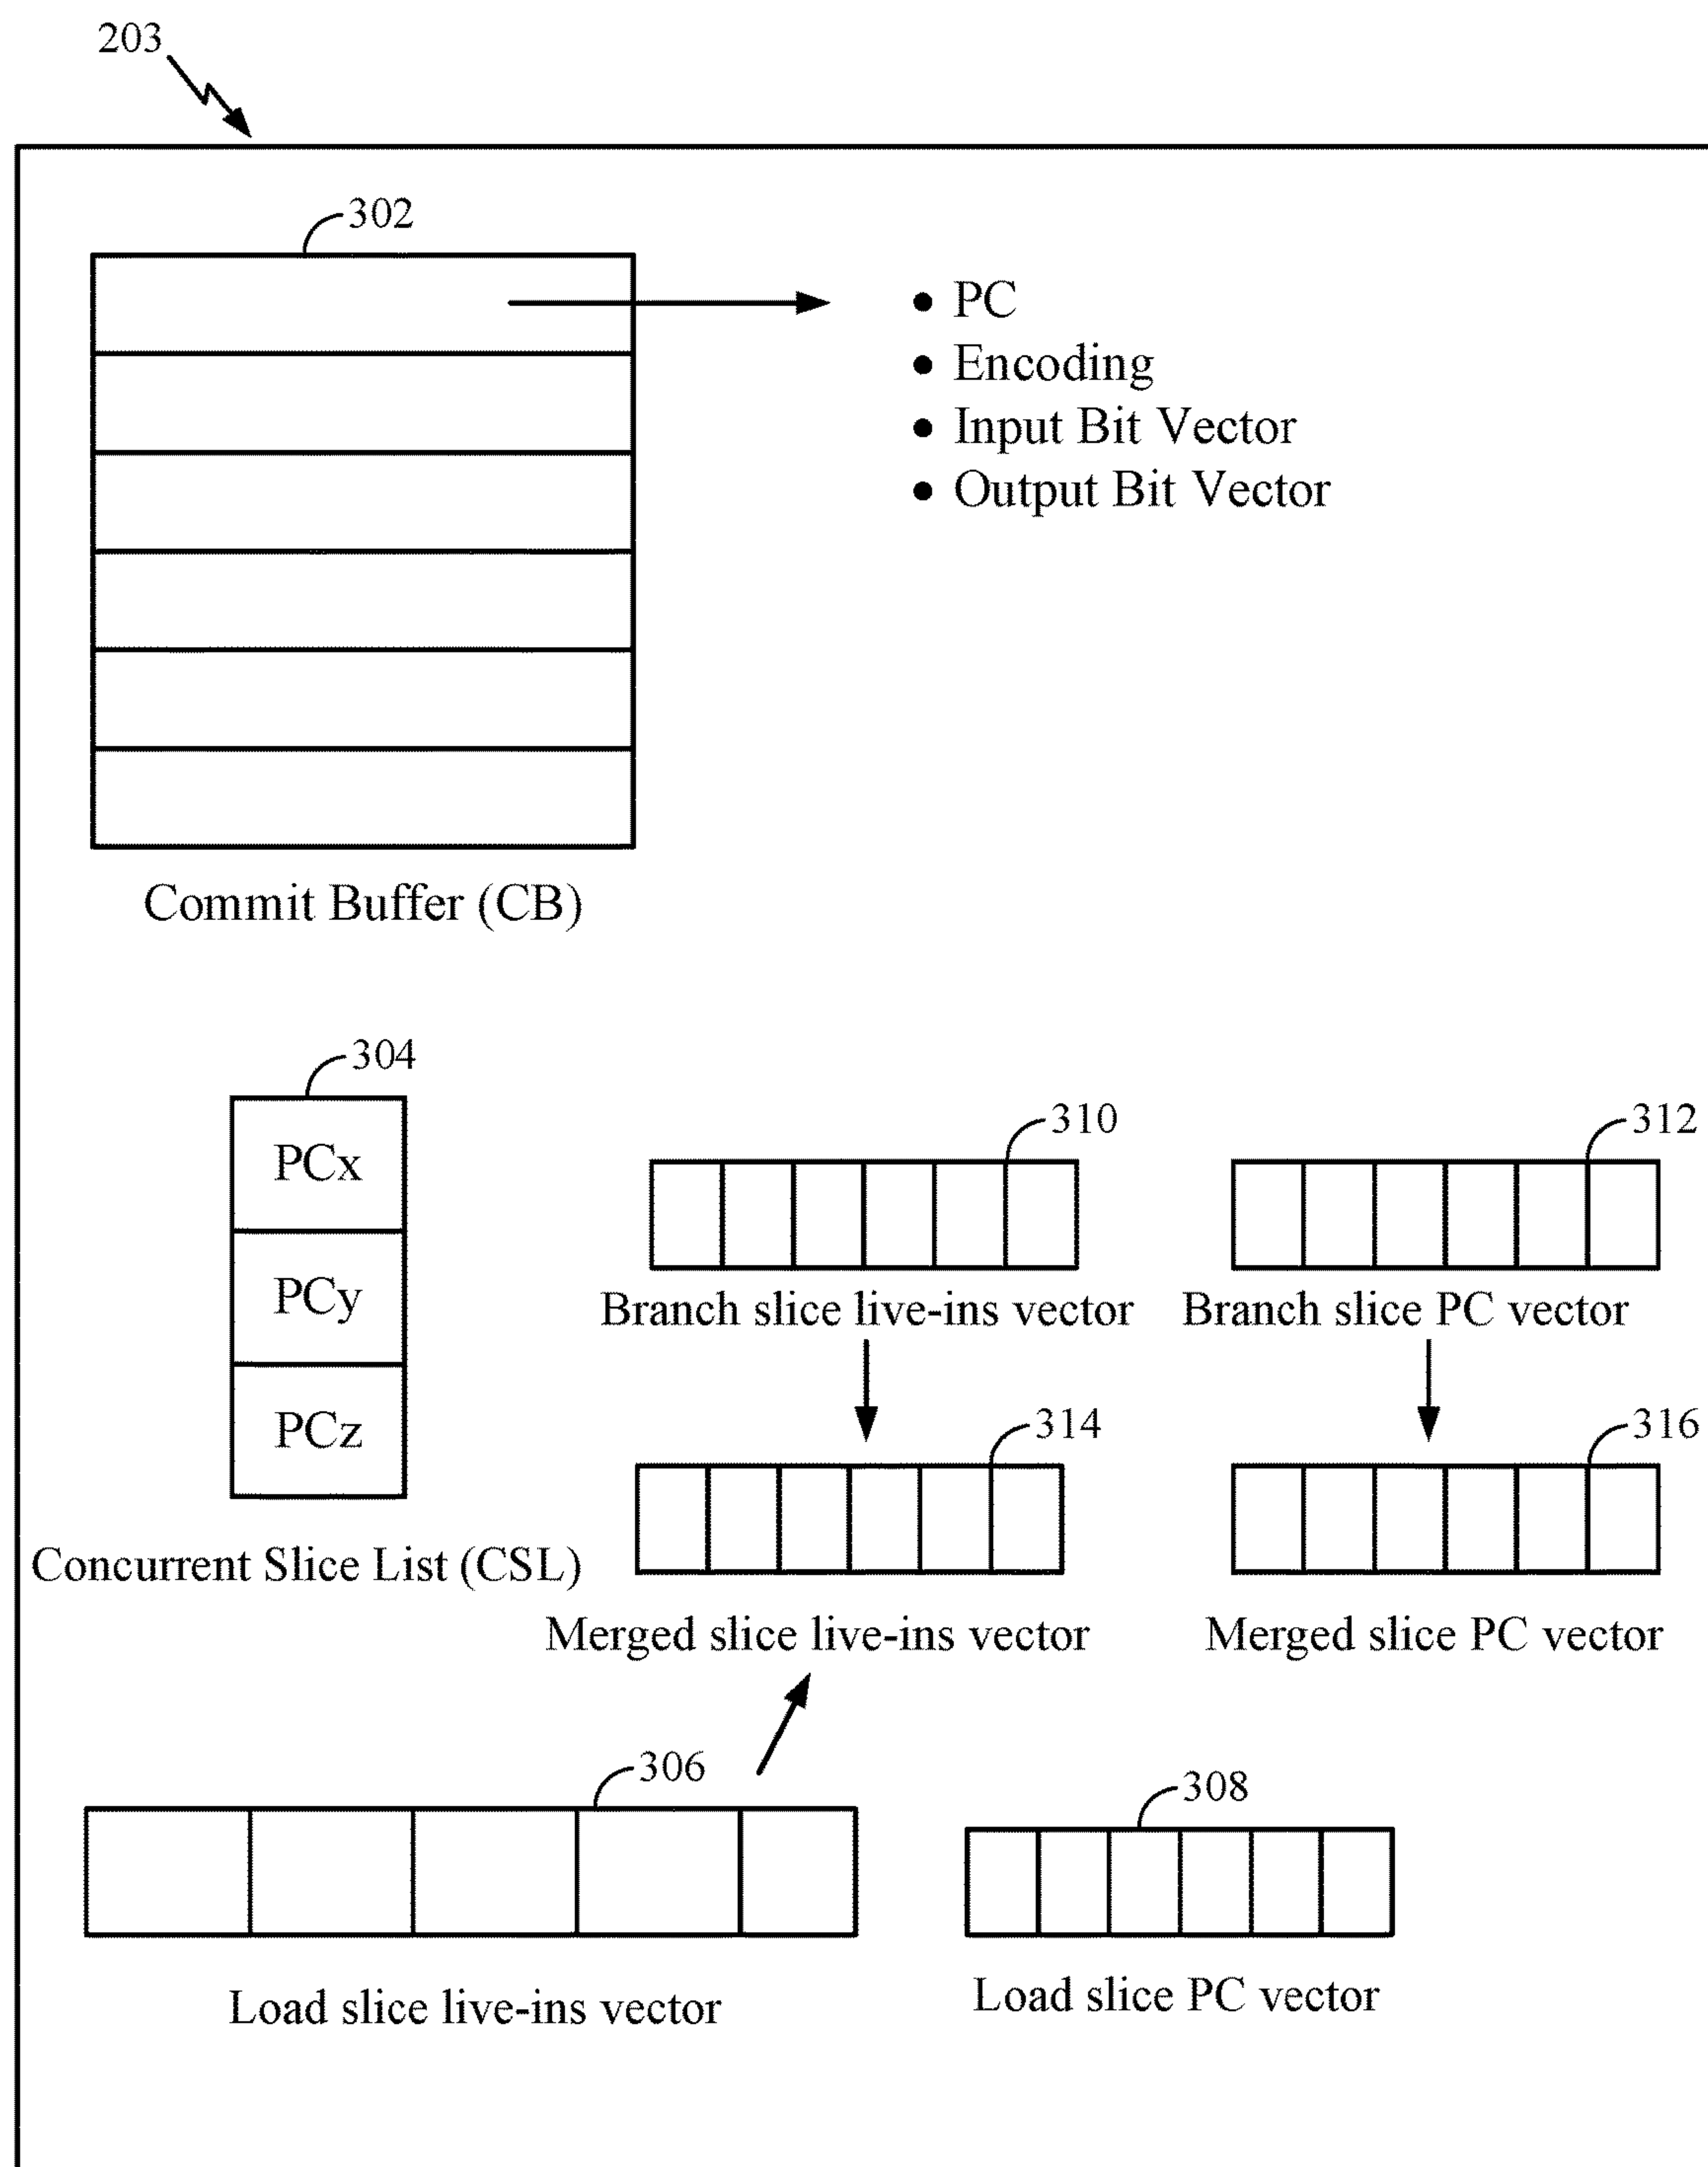 203
302
• PC
• Encoding
• Input Bit Vector
• Output Bit Vector
Commit Buffer (CB)
304
PCx
PCy
PCz
Concurrent Slice List (CSL)
310
312
Branch slice live-ins vector
Branch slice PC vector
314
316
Merged slice live-ins vector
Merged slice PC vector
306
308
Load slice live-ins vector
Load slice PC vector